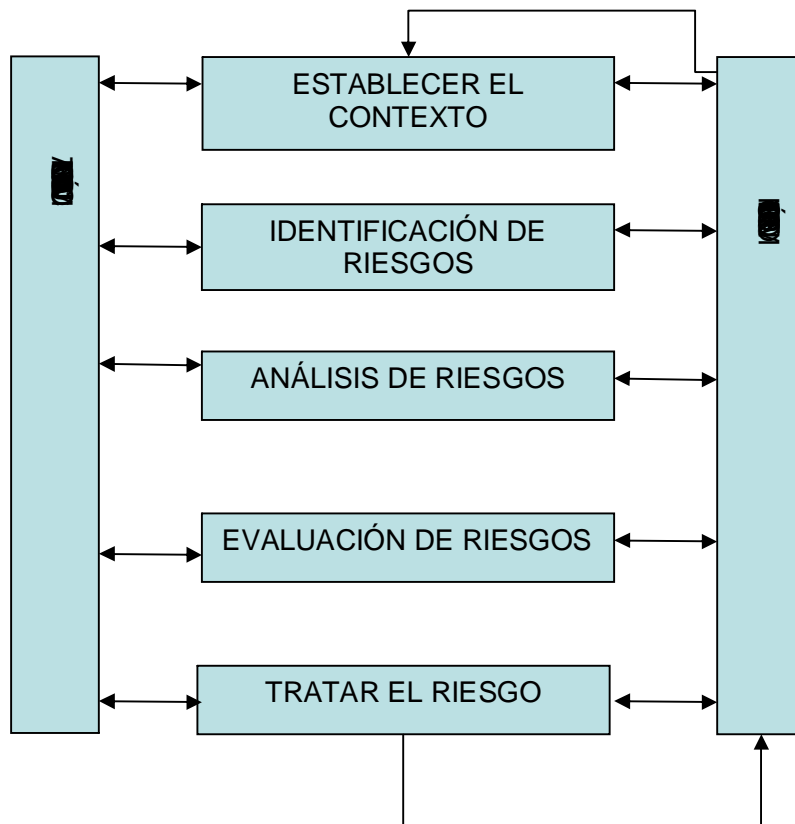 ESTABLECER EL
CONTEXTO
IDENTIFICACIÓN DE
RIESGOS
ANÁLISIS DE RIESGOS
EVALUACIÓN DE RIESGOS
TRATAR EL RIESGO